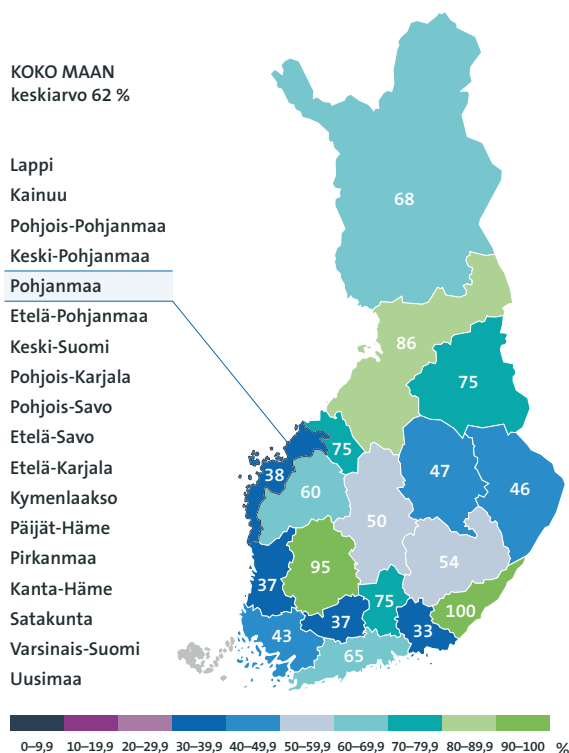 KOKO MAAN
keskiarvo 62 %
Lappi
Kainuu
Pohjois-Pohjanmaa
Keski-Pohjanmaa
Pohjanmaa
Etelä-Pohjanmaa
Keski-Suomi
Pohjois-Karjala
Pohjois-Savo
Etelä-Savo
Etelä-Karjala
Kymenlaakso
Päijät-Häme
Pirkanmaa
Kanta-Häme
Satakunta
Varsinais-Suomi
Uusimaa
68
86
75
75
38
47
60
46
50
54
95
37
75
100
37
33
43
65
0–9,9 10–19,9 20–29,9 30–39,9 40–49,9 50–59,9 60–69,9 70–79,9 80–89,9 90–100 %